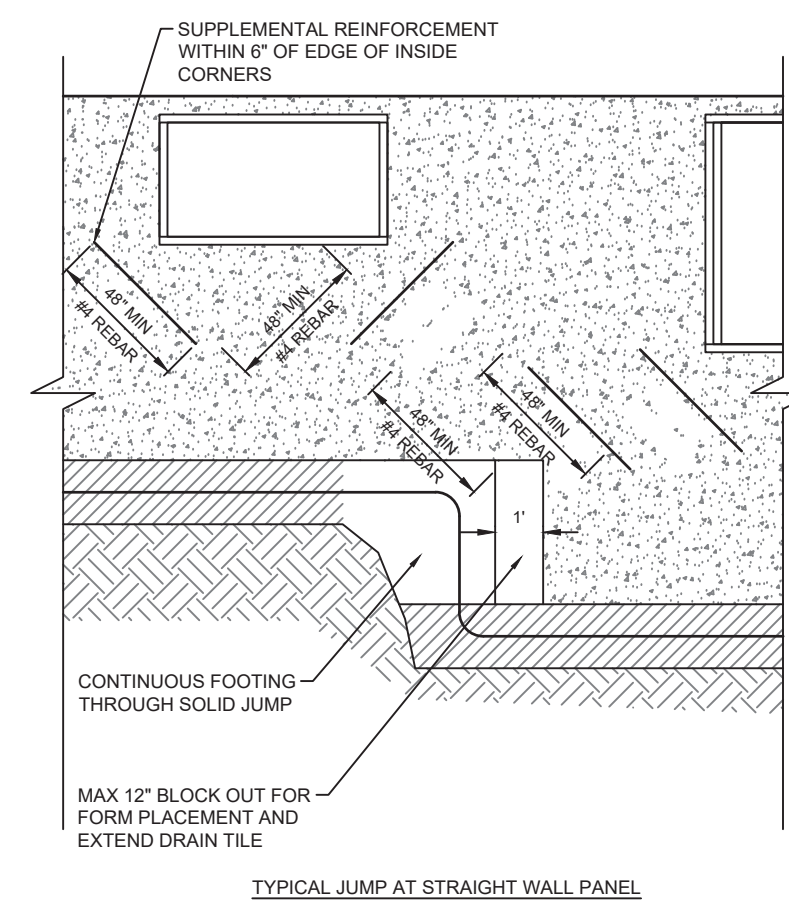 SUPPLEMENTAL REINFORCEMENT
WITHIN 6" OF EDGE OF INSIDE
CORNERS
48" MIN
#4 REBAR
48" MIN
#4 REBAR
48" MIN
#4 REBAR
48" MIN
#4 REBAR
1'
CONTINUOUS FOOTING
THROUGH SOLID JUMP
MAX 12" BLOCK OUT FOR
FORM PLACEMENT AND
EXTEND DRAIN TILE
TYPICAL JUMP AT STRAIGHT WALL PANEL